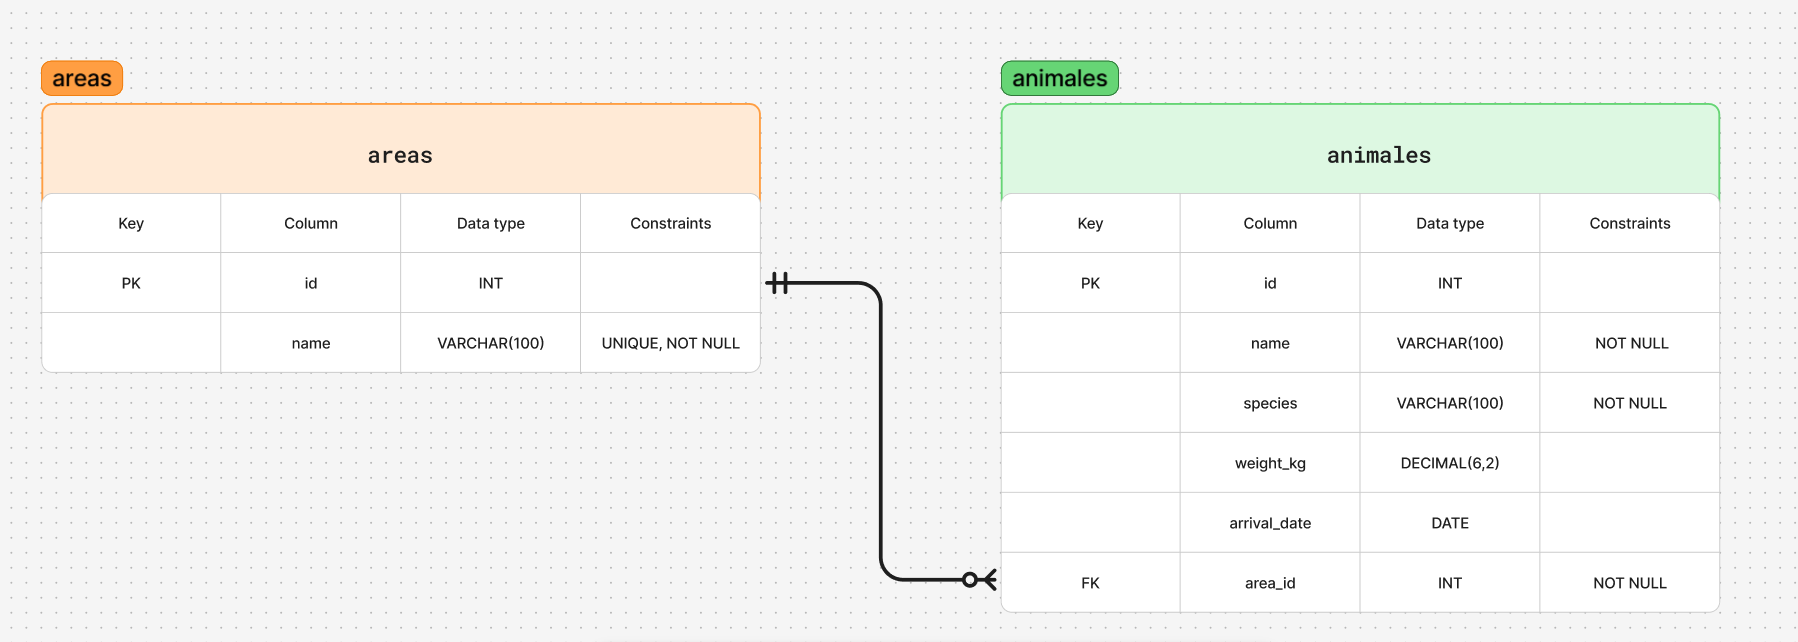 areas
areas
Key Column Data type Constraints
PK id INT
name VARCHAR(100) UNIQUE, NOT NULL
animales
animales
Key Column Data type Constraints
PK id INT
name VARCHAR(100) NOT NULL
species VARCHAR(100) NOT NULL
weight_kg DECIMAL(6,2)
arrival_date DATE
FK area_id INT NOT NULL